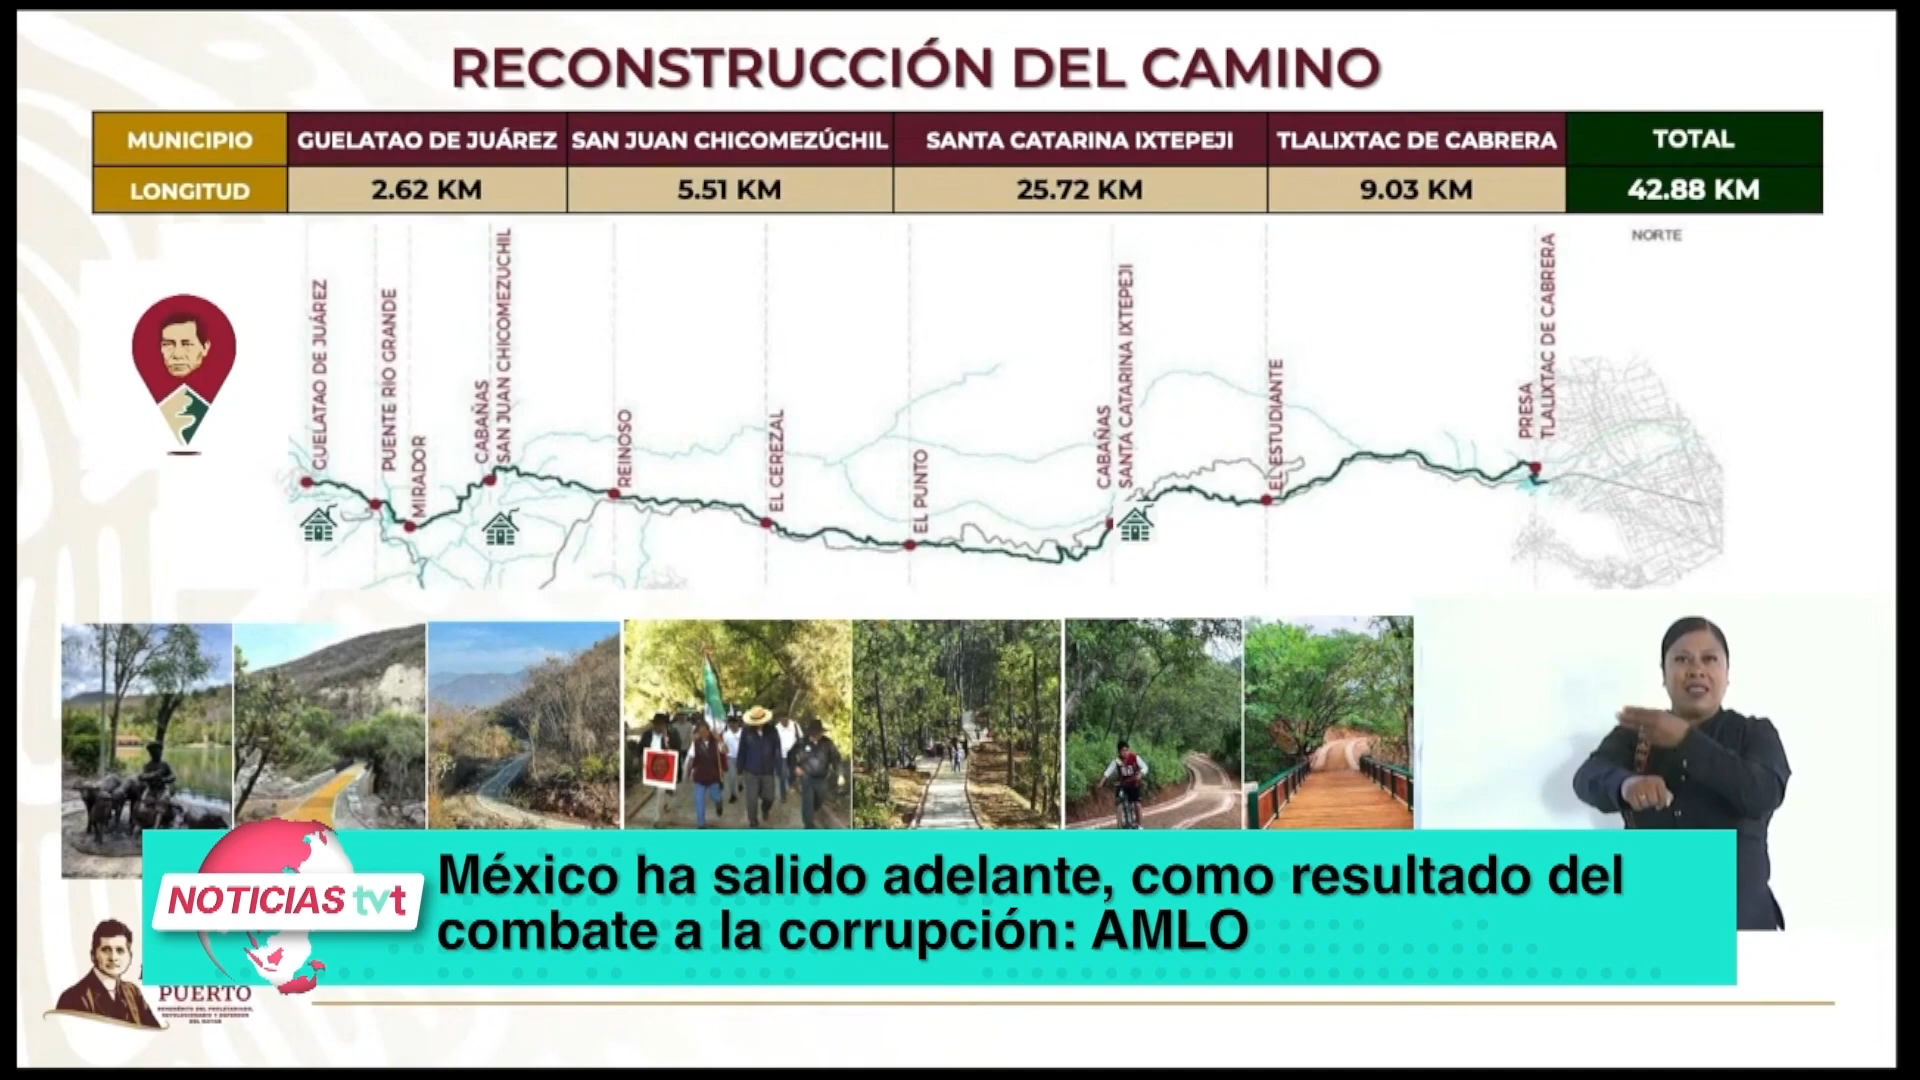 RECONSTRUCCIÓN DEL CAMINO
MUNICIPIO GUELATAO DE JUÁREZ SAN JUAN CHICOMEZÚCHIL SANTA CATARINA IXTEPEJI TLALIXTAC DE CABRERA TOTAL
LONGITUD 2.62 KM 5.51 KM 25.72 KM 9.03 KM 42.88 KM
NORTE
GUELATAO DE JUÁREZ
PUENTE RIO GRANDE
MIRADOR
CABAÑAS
SAN JUAN CHICOMEZUCHIL
REINOSO
EL CEREZAL
EL PUNTO
CABAÑAS
SANTA CATARINA IXTEPEJI
EL ESTUDIANTE
PRESA
TLALIXTAC DE CABRERA
NOTICIAS tvt
México ha salido adelante, como resultado del
combate a la corrupción: AMLO
PUERTO